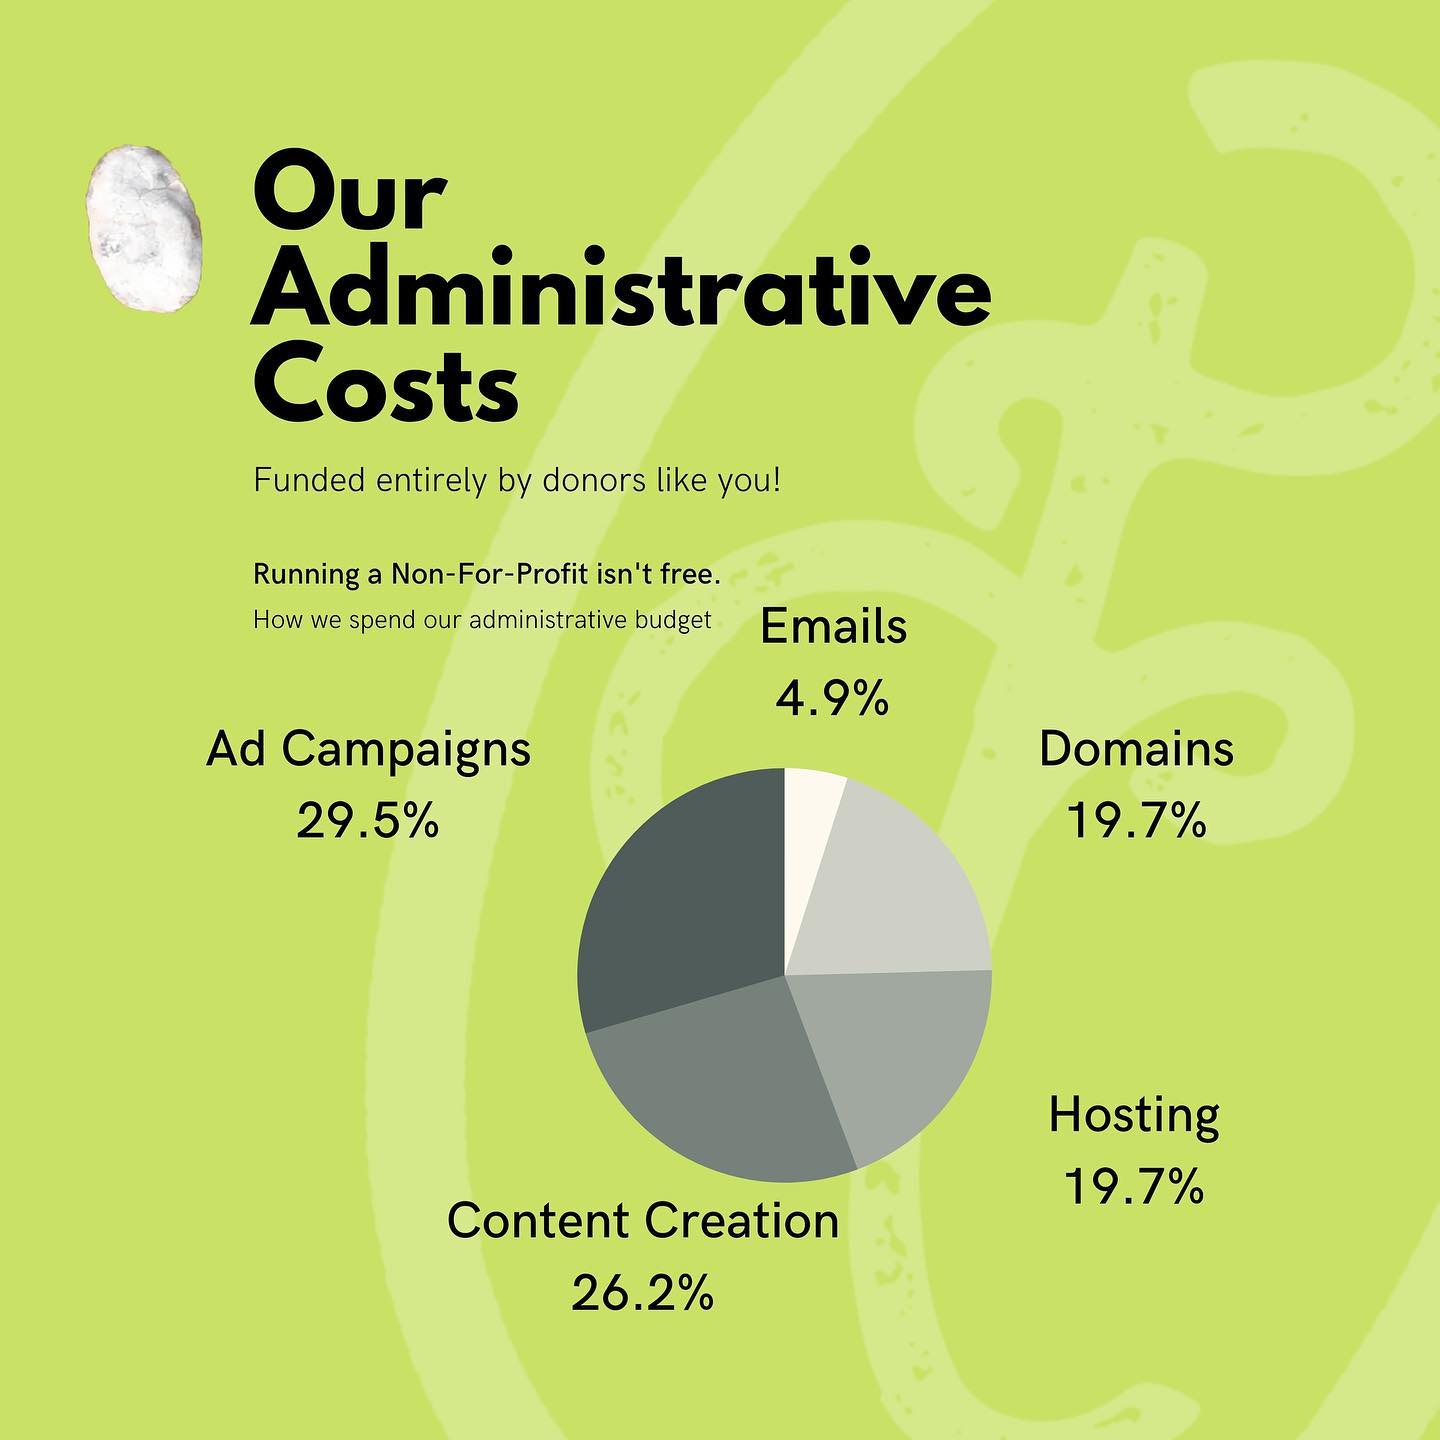 Our
Administrative
Costs
Funded entirely by donors like you!
Running a Non-For-Profit isn't free.
How we spend our administrative budget
Emails
4.9%
Ad Campaigns
29.5%
Domains
19.7%
Hosting
19.7%
Content Creation
26.2%